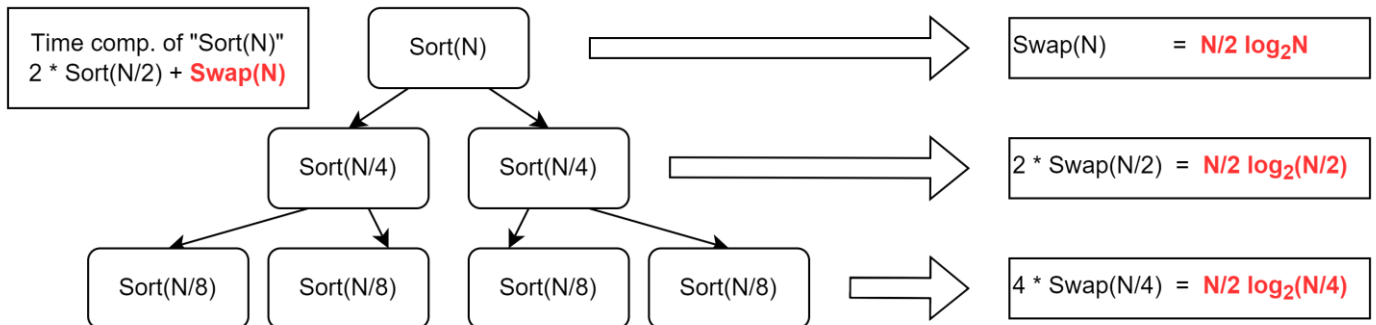 Time comp. of "Sort(N)"
2 * Sort(N/2) + Swap(N)
Sort(N)
Swap(N) = N/2 log₂N
Sort(N/4)
Sort(N/4)
2 * Swap(N/2) = N/2 log₂(N/2)
Sort(N/8)
Sort(N/8)
Sort(N/8)
Sort(N/8)
4 * Swap(N/4) = N/2 log₂(N/4)